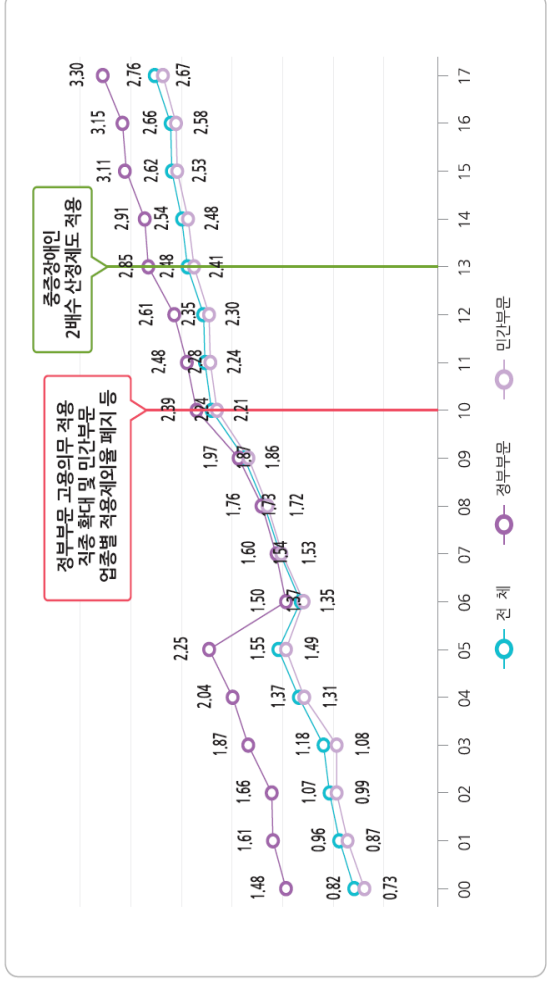 정부부문 고용의무 적용
직종 확대 및 민간부문
업종별 적용제외율 폐지 등
중증장애인
2배수 산정제도 적용
1.48 1.61 1.66 1.87 2.04 2.25 1.50 1.60 1.76 1.97 2.39 2.48 2.61 2.85 2.91 3.11 3.15 3.30
0.82 0.96 1.07 1.18 1.37 1.55 1.37 1.54 1.73 1.87 2.24 2.28 2.35 2.48 2.54 2.62 2.66 2.76
0.73 0.87 0.99 1.08 1.31 1.49 1.35 1.53 1.72 1.86 2.21 2.24 2.30 2.41 2.48 2.53 2.58 2.67
00 01 02 03 04 05 06 07 08 09 10 11 12 13 14 15 16 17
전 체 정부부문 민간부문